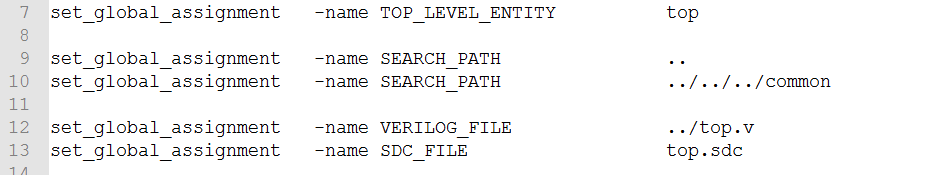 7 set_global_assignment -name TOP_LEVEL_ENTITY top
8
9 set_global_assignment -name SEARCH_PATH ..
10 set_global_assignment -name SEARCH_PATH ../../../common
11
12 set_global_assignment -name VERILOG_FILE ../top.v
13 set_global_assignment -name SDC_FILE top.sdc
14